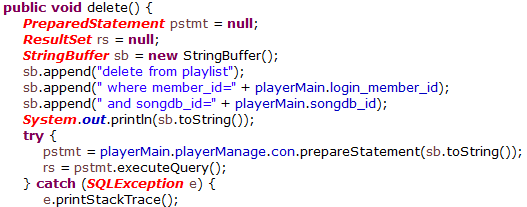 public void delete() {
PreparedStatement pstmt = null;
ResultSet rs = null;
StringBuffer sb = new StringBuffer();
sb.append("delete from playlist");
sb.append(" where member_id=" + playerMain.login_member_id);
sb.append(" and songdb_id=" + playerMain.songdb_id);
System.out.println(sb.toString());
try {
pstmt = playerMain.playerManage.con.prepareStatement(sb.toString());
rs = pstmt.executeQuery();
} catch (SQLException e) {
e.printStackTrace();